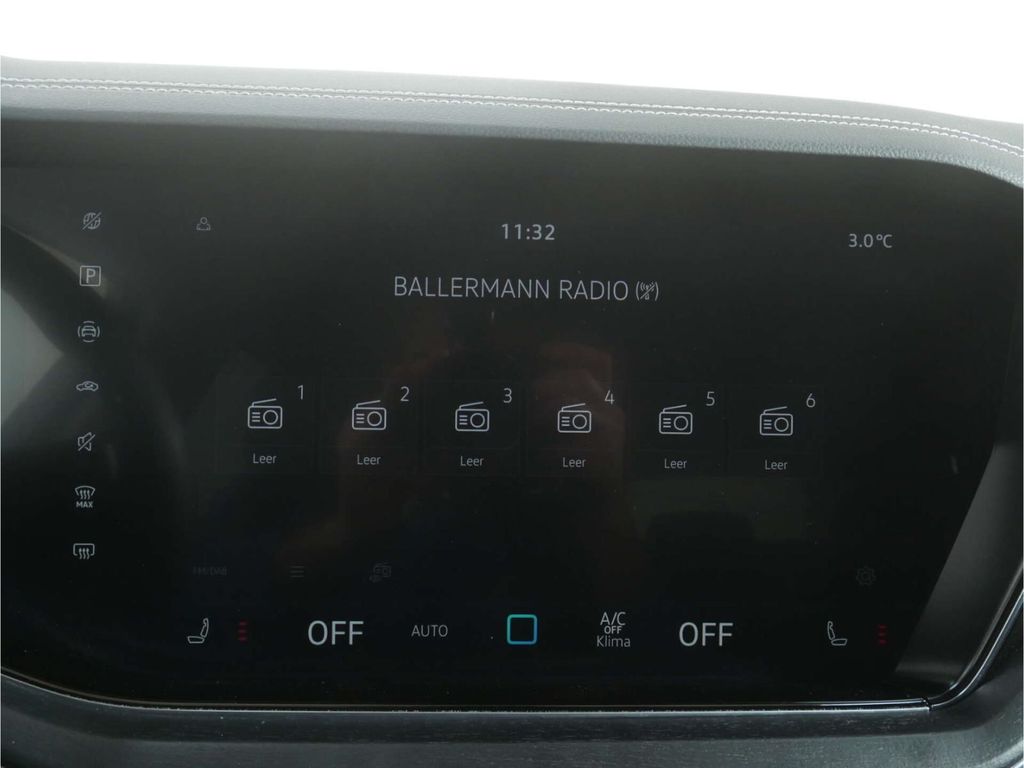 11:32
3.0°C
P
BALLERMANN RADIO
1 2 3 4 5 6
Leer Leer Leer Leer Leer Leer
MAX
FM/DAB
OFF AUTO A/C OFF Klima OFF